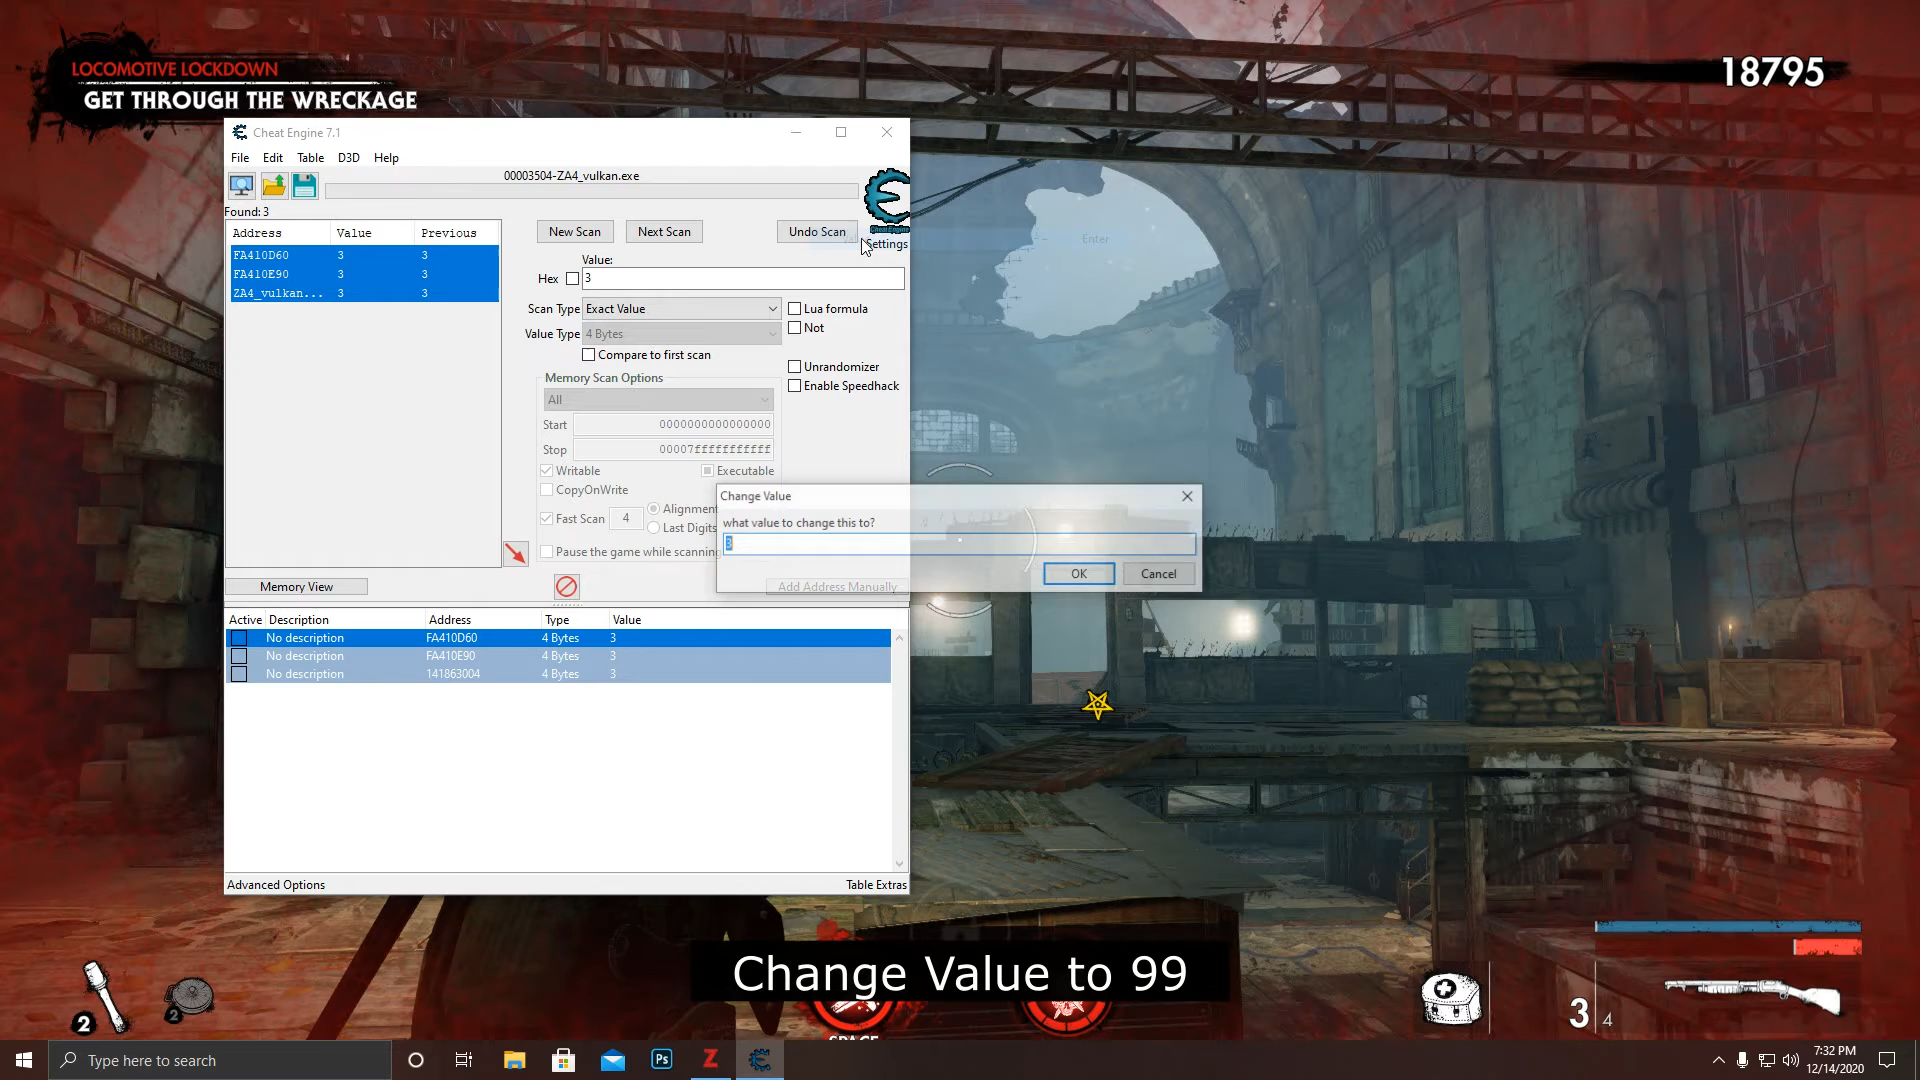 LOCOMOTIVE LOCKDOWN
GET THROUGH THE WRECKAGE
18795
Cheat Engine 7.1
File Edit Table D3D Help
00003504-ZA4_vulkan.exe
Found: 3
Address Value Previous
FA410D60 3 3
FA410E90 3 3
ZA4_vulkan... 3 3
New Scan Next Scan Undo Scan
Cheat Engine
Settings
Enter
Value:
Hex 3
Scan Type Exact Value
Lua formula
Not
Value Type 4 Bytes
Compare to first scan
Unrandomizer
Enable Speedhack
Memory Scan Options
All
Start 0000000000000000
Stop 00007fffffffffff
Writable Executable
CopyOnWrite
Fast Scan 4 Alignment
Last Digits
Pause the game while scanning
Change Value
what value to change this to?
3
OK Cancel
Memory View Add Address Manually
Active Description Address Type Value
No description FA410D60 4 Bytes 3
No description FA410E90 4 Bytes 3
No description 141863004 4 Bytes 3
Advanced Options Table Extras
Change Value to 99
2
2
3 4
SPACE
Type here to search
Ps
Z
7:32 PM
12/14/2020